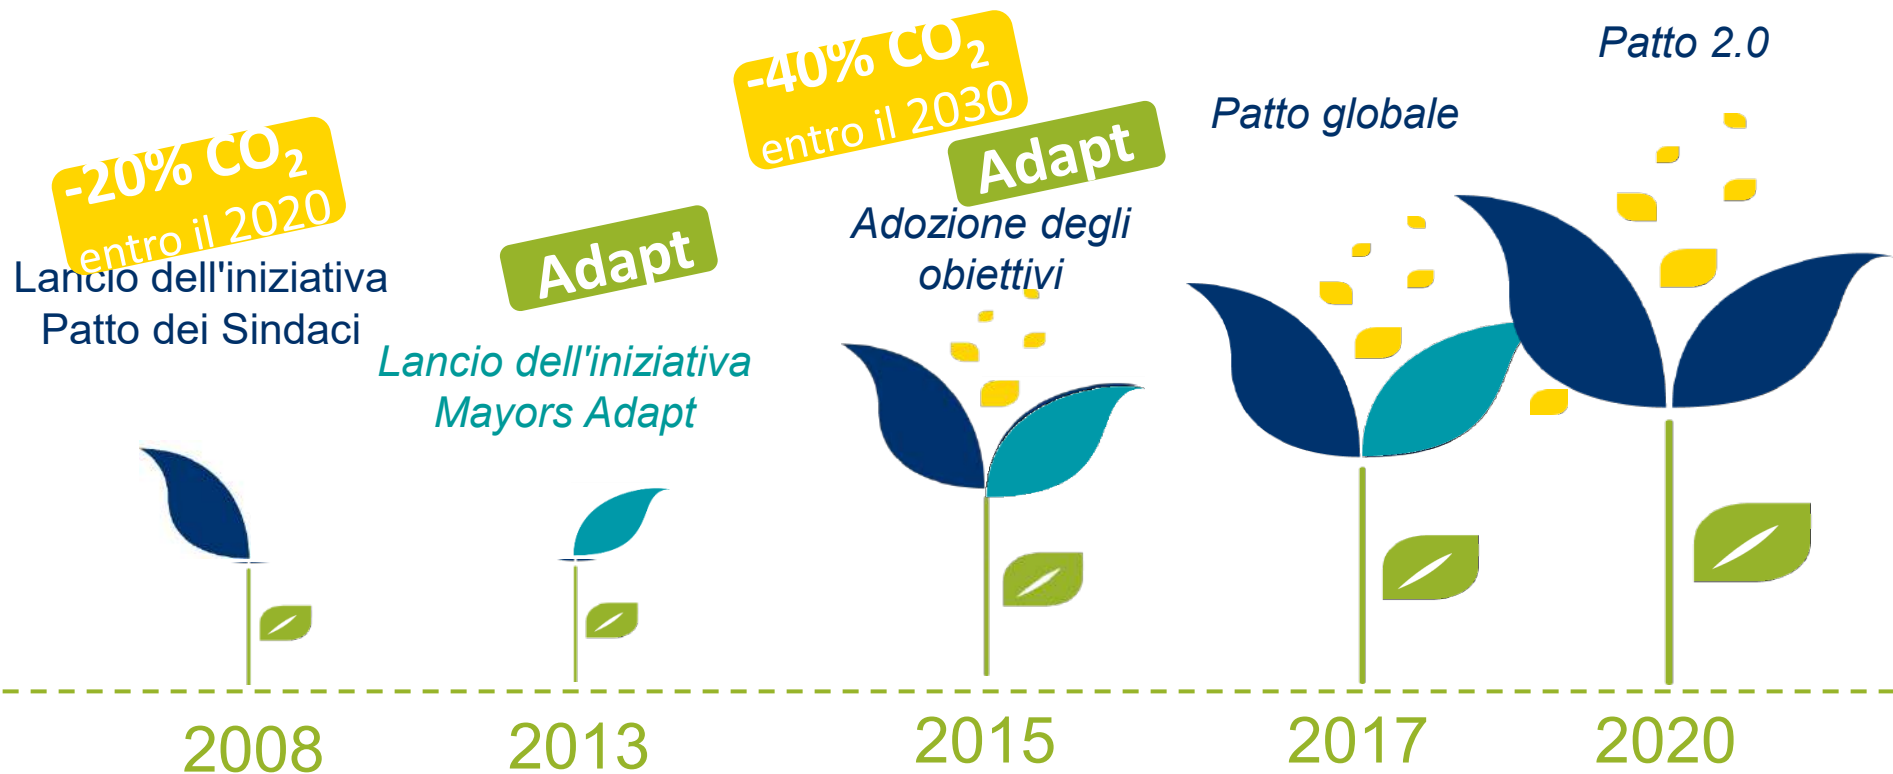 -20% CO2
entro il 2020
Lancio dell'iniziativa
Patto dei Sindaci
Adapt
Lancio dell'iniziativa
Mayors Adapt
-40% CO2
entro il 2030
Adapt
Adozione degli
obiettivi
Patto globale
Patto 2.0
2008
2013
2015
2017
2020